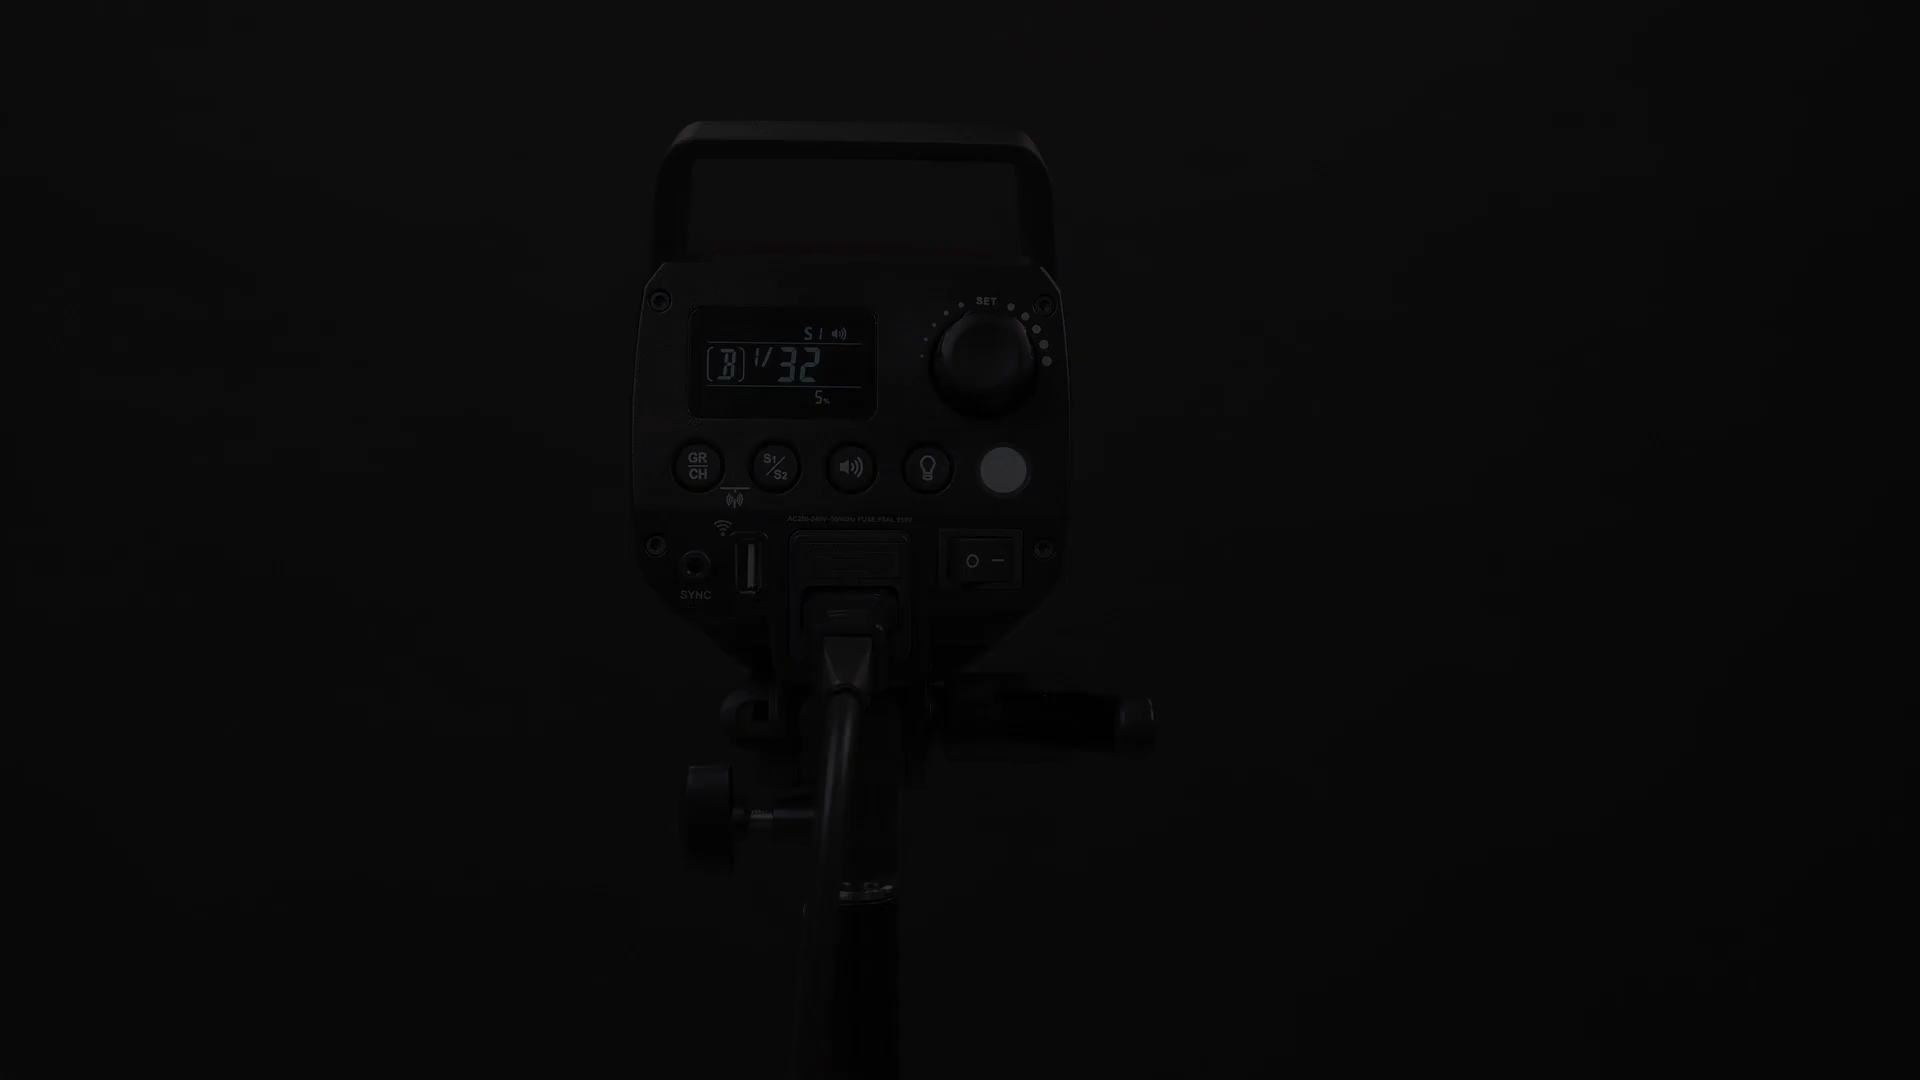 SET
S1
[B] 1/32
5%
GR
CH
S1/S2
SYNC
O –